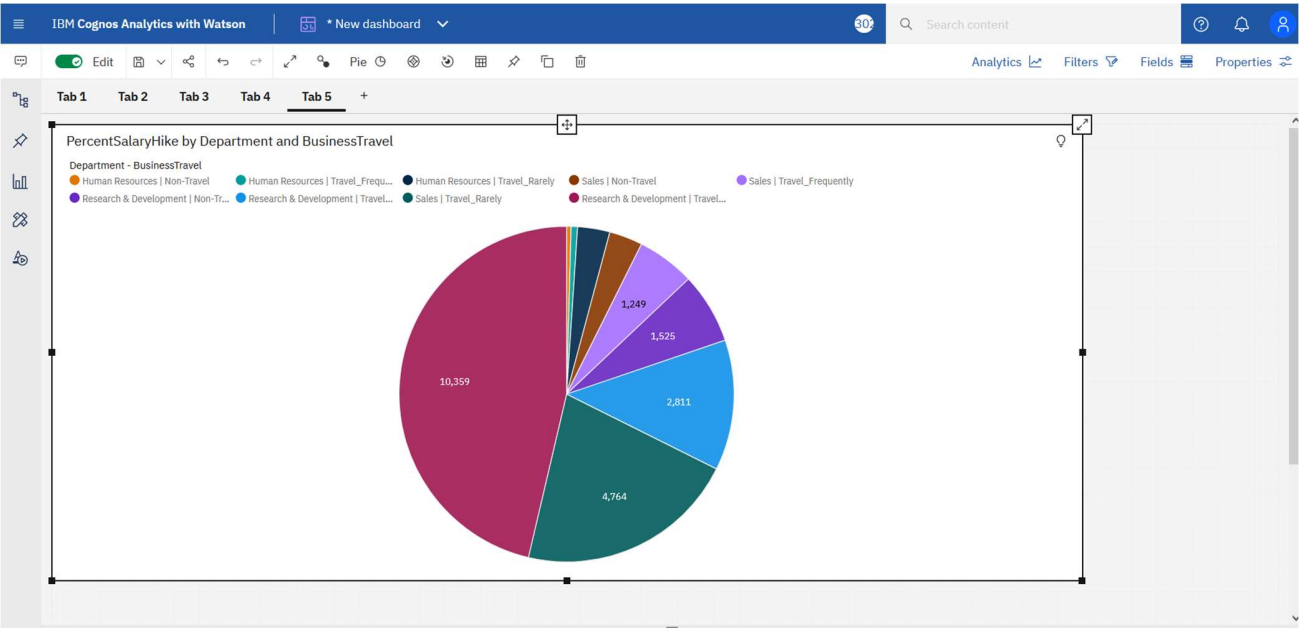 IBM Cognos Analytics with Watson
* New dashboard
302
Search content
Edit
Pie
Analytics
Filters
Fields
Properties
Tab 1 Tab 2 Tab 3 Tab 4 Tab 5 +
PercentSalaryHike by Department and BusinessTravel
Department - BusinessTravel
Human Resources | Non-Travel Human Resources | Travel_Frequ... Human Resources | Travel_Rarely Sales | Non-Travel Sales | Travel_Frequently
Research & Development | Non-Tr... Research & Development | Travel... Sales | Travel_Rarely Research & Development | Travel...
1,249
1,525
10,359
2,811
4,764